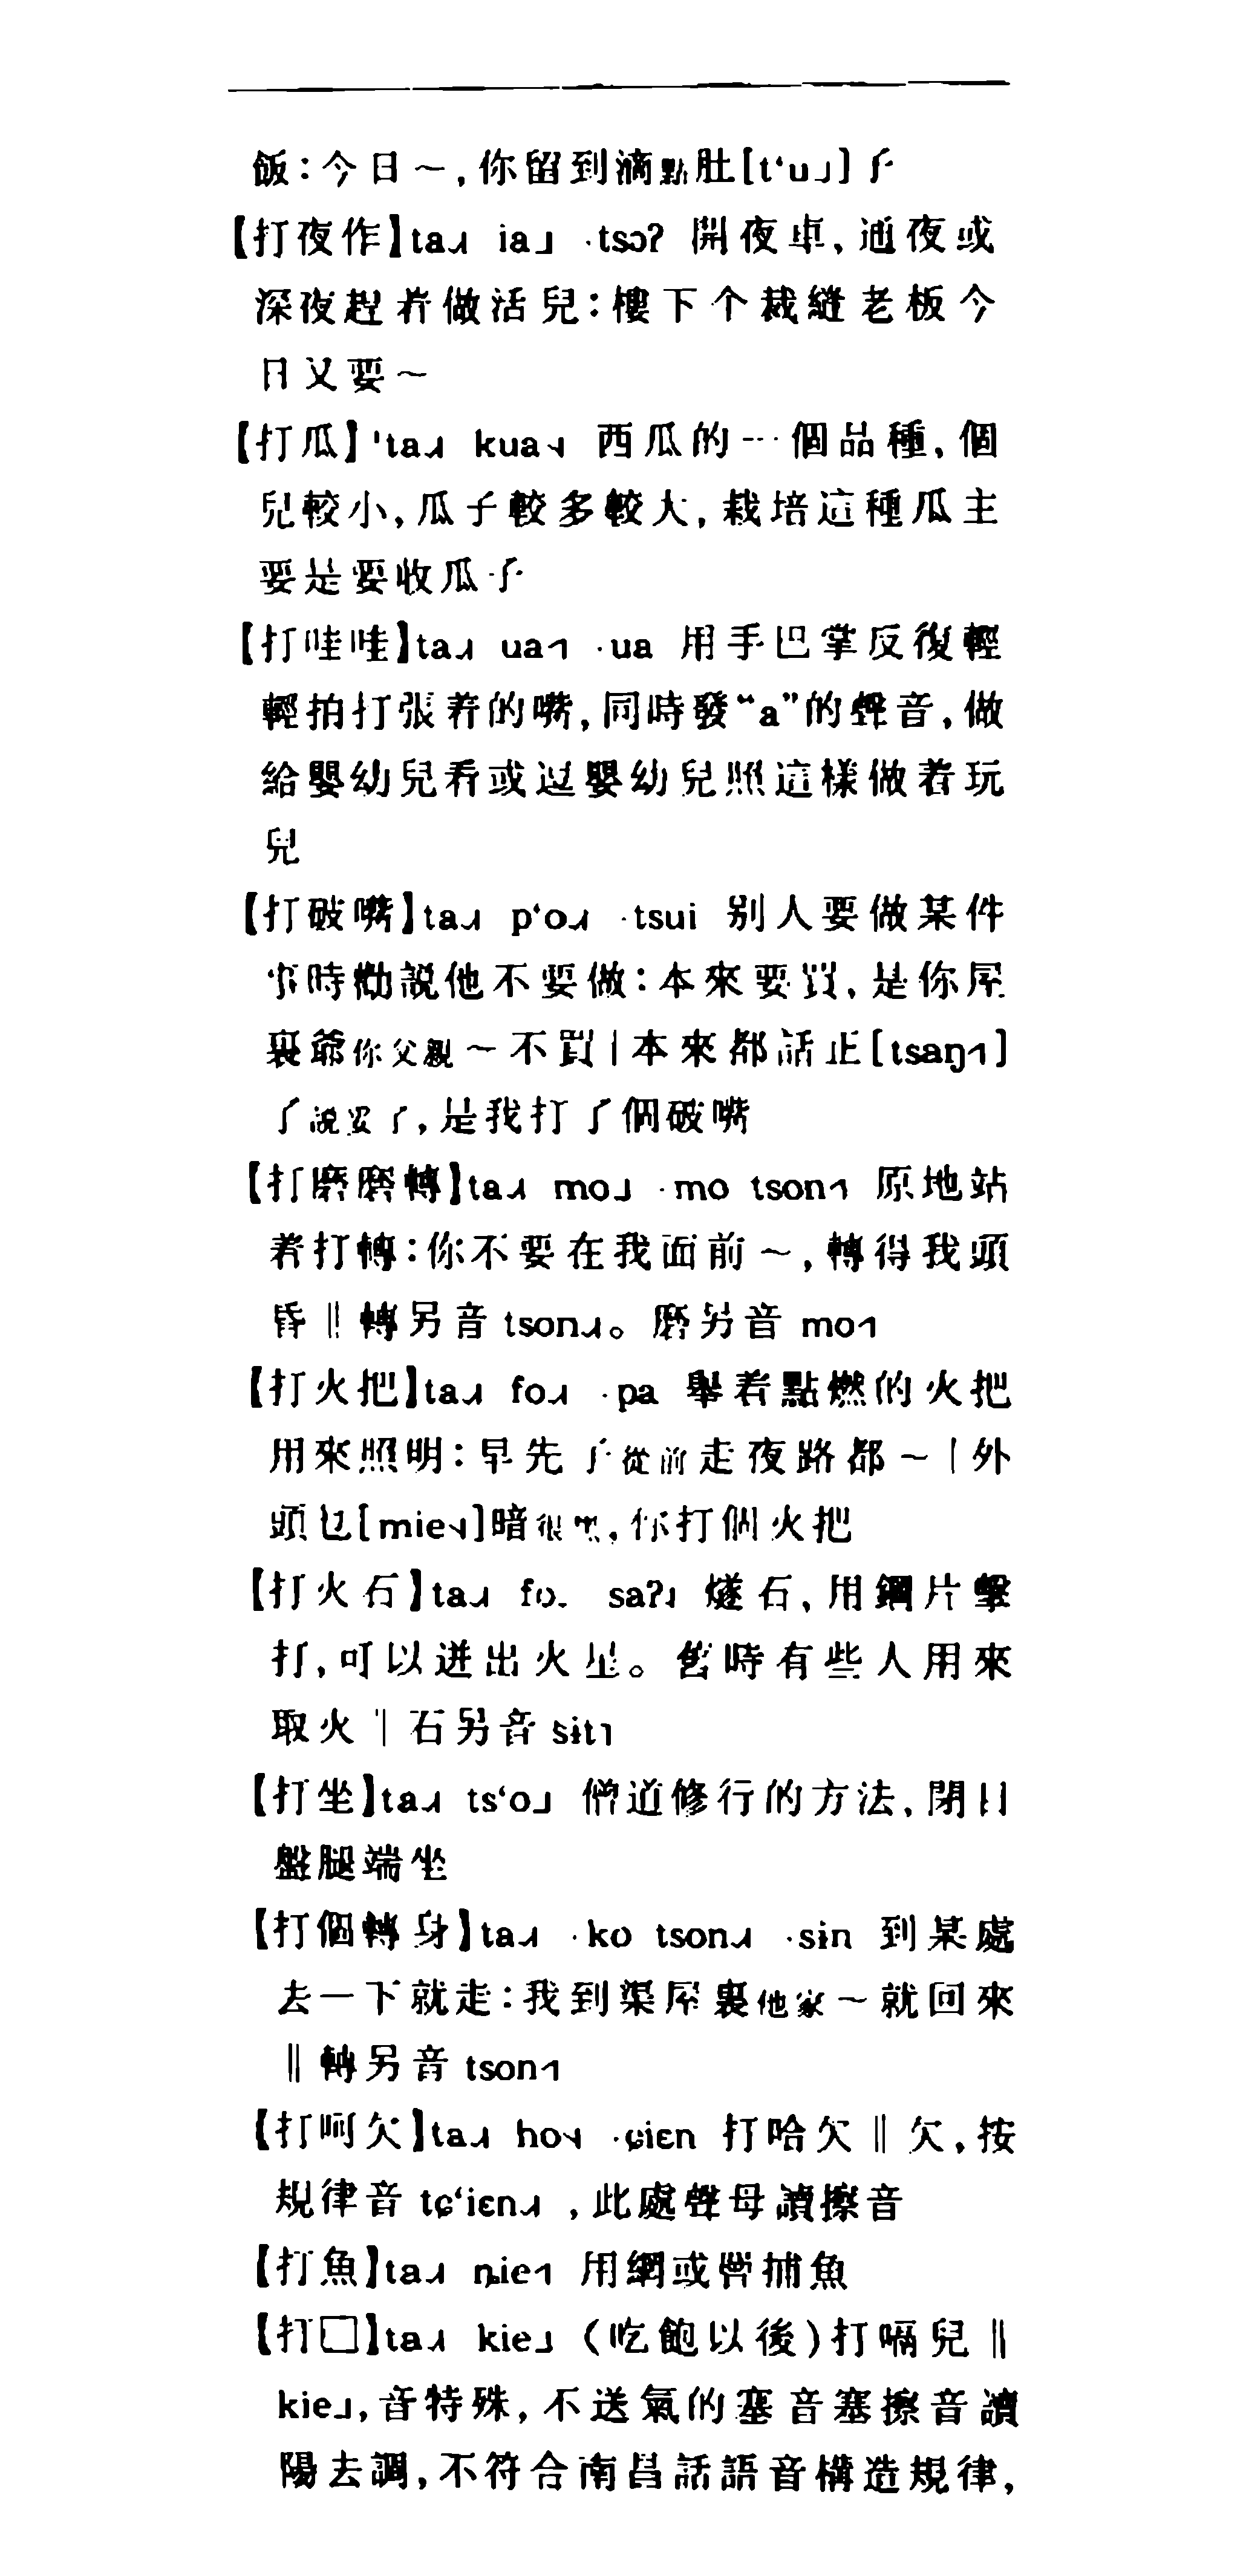 飯：今日～，你留到滴點肚[t‘u˩]子
【打夜作】ta˨˩˧ ia˩ ·tsɔʔ 開夜車，通夜或
深夜趕着做活兒：樓下个裁縫老板今
日又要～
【打瓜】ta˨˩˧ kua˦˨ 西瓜的一個品種，個
兒較小，瓜子較多較大，栽培這種瓜主
要是要收瓜子
【打哇哇】ta˨˩˧ ua˦˥ ·ua 用手巴掌反復輕
輕拍打張着的嘴，同時發“a”的聲音，做
給嬰幼兒看或逗嬰幼兒照這樣做着玩
兒
【打破嘴】ta˨˩˧ p‘o˨˩˧ ·tsui 别人要做某件
事時勸説他不要做：本來要買，是你屋
裏爺你父親～不買｜本來都話正[tsaŋ˦˥]
了説妥了，是我打了個破嘴
【打磨磨轉】ta˨˩˧ mo˩ ·mo tson˦˥ 原地站
着打轉：你不要在我面前～，轉得我頭
昏‖轉另音 tson˨˩˧。磨另音 mo˦˥
【打火把】ta˨˩˧ fo˨˩˧ ·pa 舉着點燃的火把
用來照明：早先子從前走夜路都～｜外
頭乜[mie˦˨]暗很黑，你打個火把
【打火石】ta˨˩˧ fo saʔ˨ 燧石，用鋼片擊
打，可以迸出火星。舊時有些人用來
取火‖石另音 sɨt˥
【打坐】ta˨˩˧ ts‘o˩ 僧道修行的方法，閉目
盤腿端坐
【打個轉身】ta˨˩˧ ·ko tson˨˩˧ ·sɨn 到某處
去一下就走：我到渠屋裏他家～就回來
‖轉另音 tson˦˥
【打呵欠】ta˨˩˧ ho˦˨ ·ɕiɛn 打哈欠‖欠，按
規律音 tɕ‘iɛn˨˩˧，此處聲母讀擦音
【打魚】ta˨˩˧ ȵie˦˥ 用網或罾捕魚
【打□】ta˨˩˧ kie˩（吃飽以後）打嗝兒‖
kie˩，音特殊，不送氣的塞音塞擦音讀
陽去調，不符合南昌話語音構造規律，